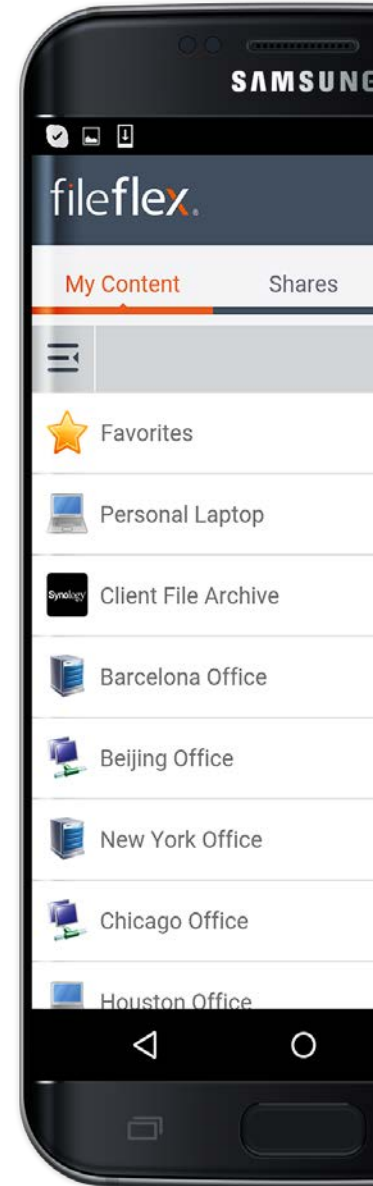 SAMSUNG
fileflex.®
My Content Shares
Favorites
Personal Laptop
Synology Client File Archive
Barcelona Office
Beijing Office
New York Office
Chicago Office
Houston Office